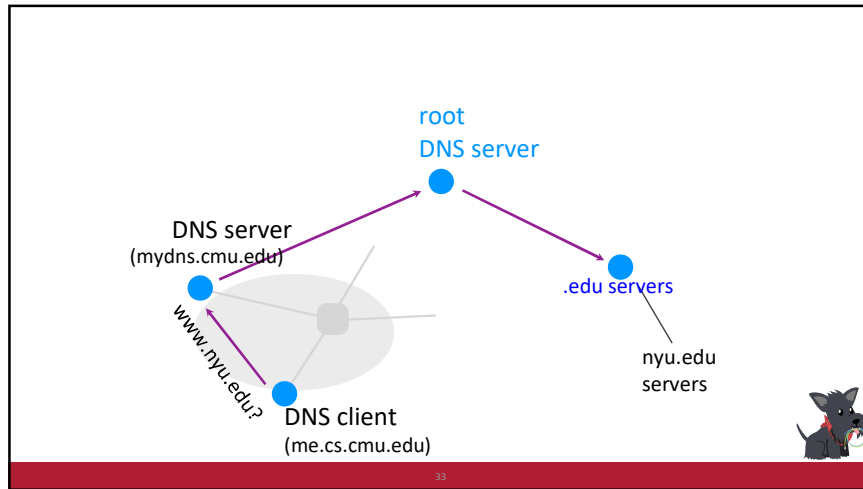 root
DNS server
DNS server
(mydns.cmu.edu)
.edu servers
www.nyu.edu?
nyu.edu
servers
DNS client
(me.cs.cmu.edu)
33